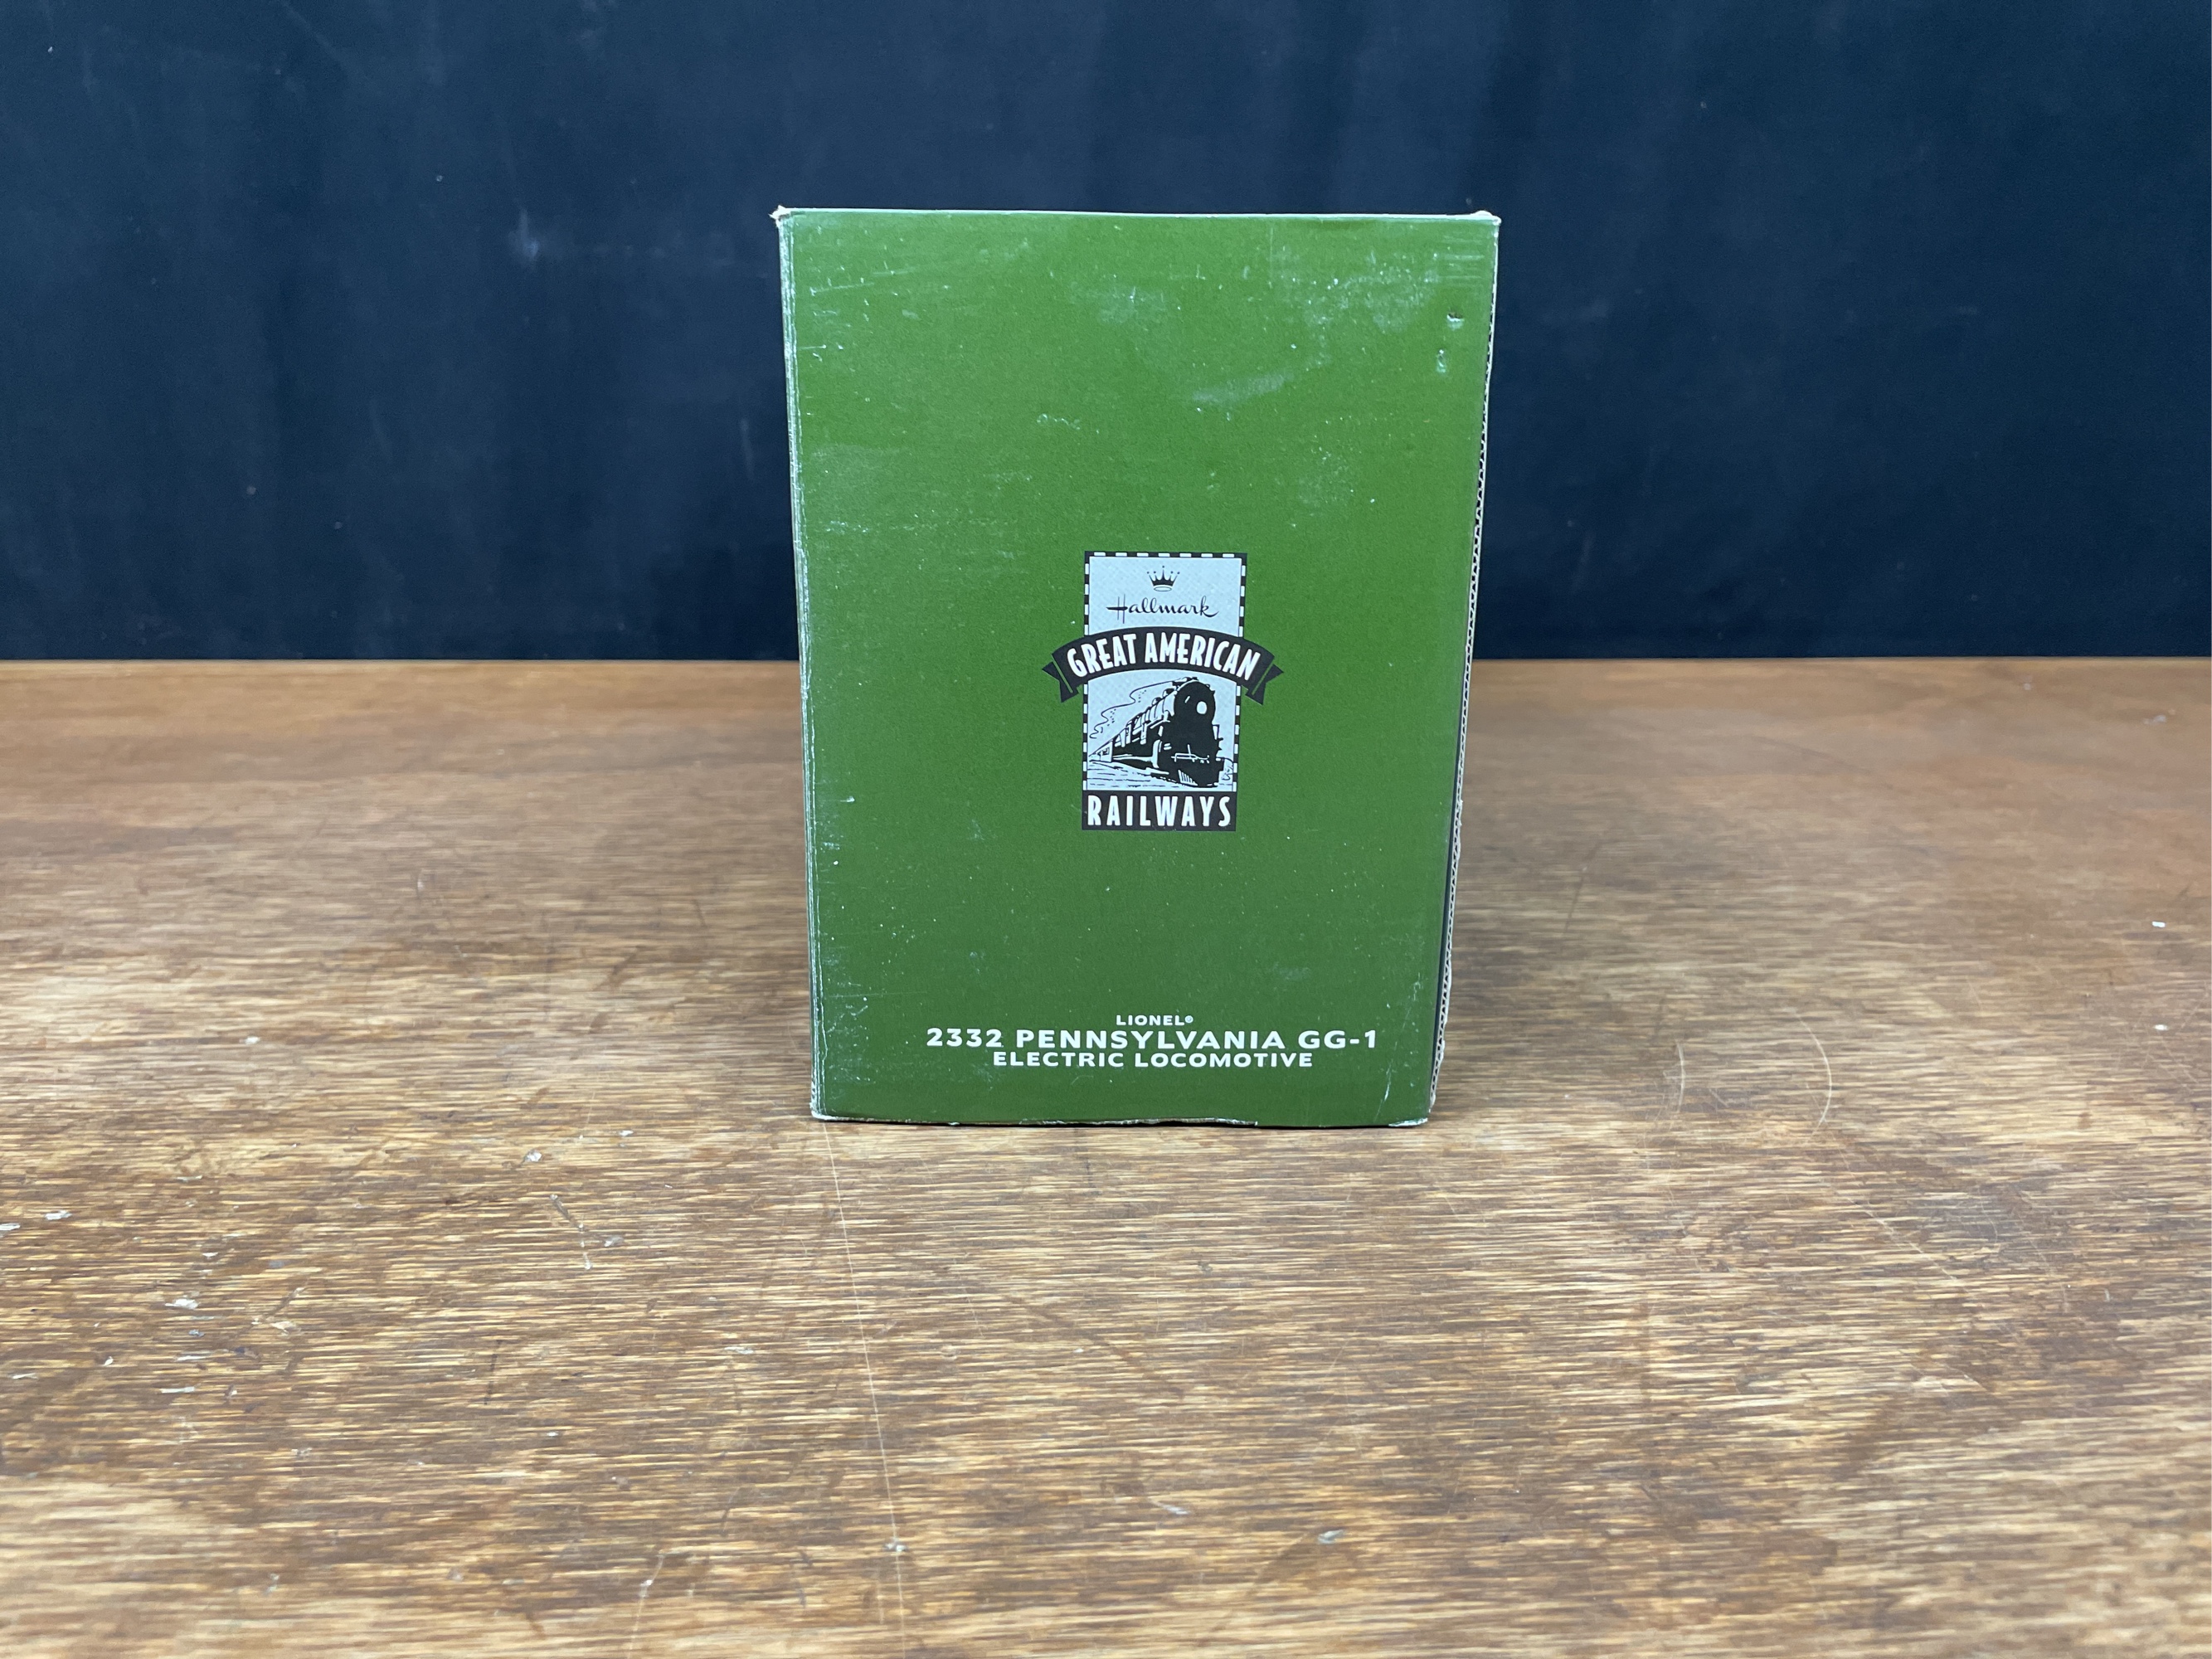 Hallmark
GREAT AMERICAN
RAILWAYS
LIONEL®
2332 PENNSYLVANIA GG-1
ELECTRIC LOCOMOTIVE